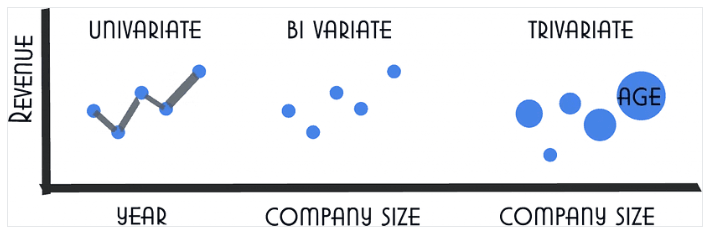 UNIVARIATE
BI VARIATE
TRIVARIATE
REVENUE
AGE
YEAR
COMPANY SIZE
COMPANY SIZE